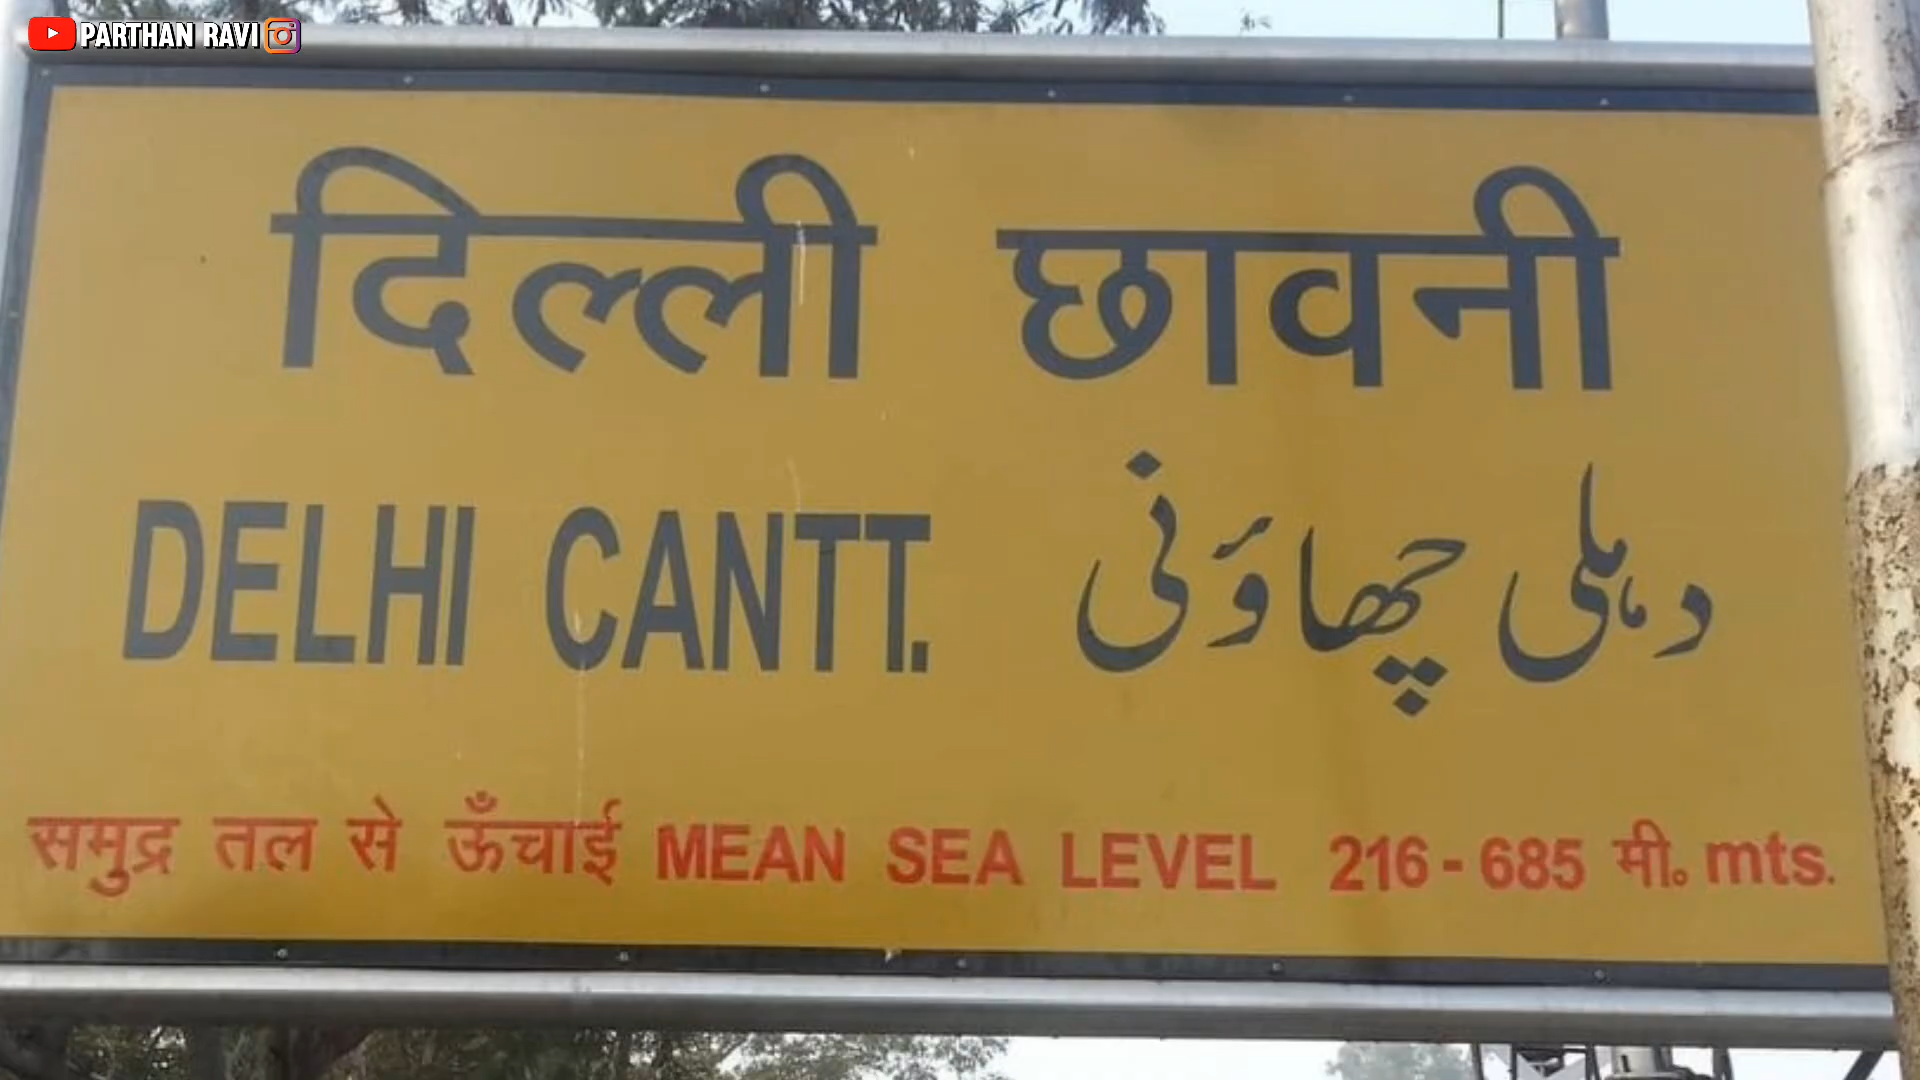 PARTHAN RAVI
दिल्ली छावनी
DELHI CANTT. دہلی چھاؤنی
समुद्र तल से ऊँचाई MEAN SEA LEVEL 216-685 मी॰ mts.